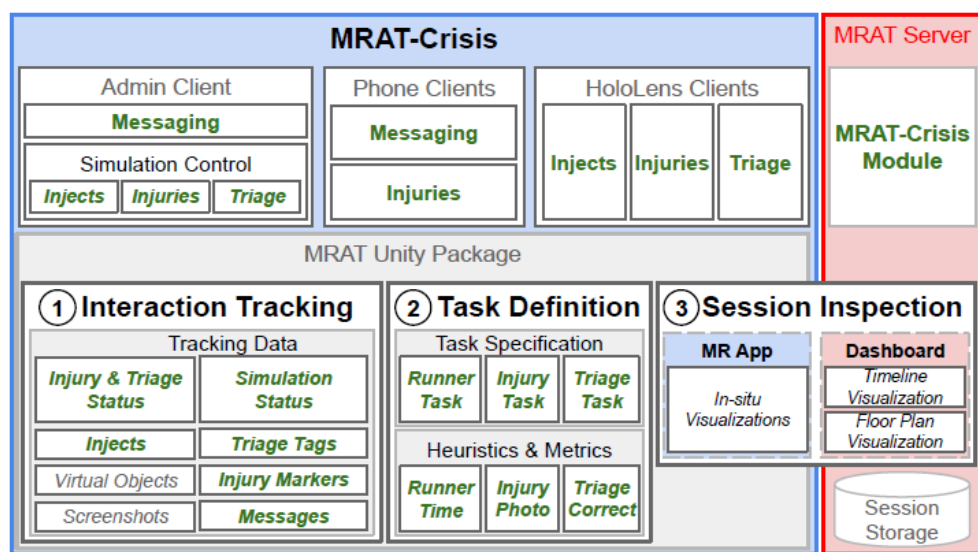 MRAT-Crisis
MRAT Server
Admin Client
Messaging
Simulation Control
Injects
Injuries
Triage
Phone Clients
Messaging
Injuries
HoloLens Clients
Injects
Injuries
Triage
MRAT-Crisis
Module
MRAT Unity Package
1 Interaction Tracking
Tracking Data
Injury & Triage
Status
Simulation
Status
Injects
Triage Tags
Virtual Objects
Injury Markers
Screenshots
Messages
2 Task Definition
Task Specification
Runner
Task
Injury
Task
Triage
Task
Heuristics & Metrics
Runner
Time
Injury
Photo
Triage
Correct
3 Session Inspection
MR App
In-situ
Visualizations
Dashboard
Timeline
Visualization
Floor Plan
Visualization
Session
Storage